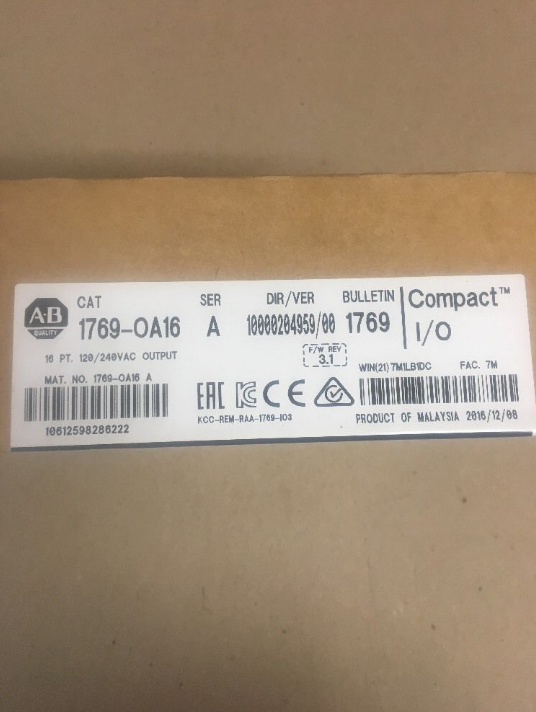 A-B
QUALITY
CAT
1769-OA16
SER
A
DIR/VER
10000204959/00
BULLETIN
1769
Compact™
I/O
16 PT. 120/240VAC OUTPUT
F/W REV
3.1
MAT. NO. 1769-OA16 A
10612598286222
EAC
CE
KCC-REM-RAA-1769-IO3
WIN(21) 7M1LB1DC
FAC. 7M
PRODUCT OF MALAYSIA 2016/12/08